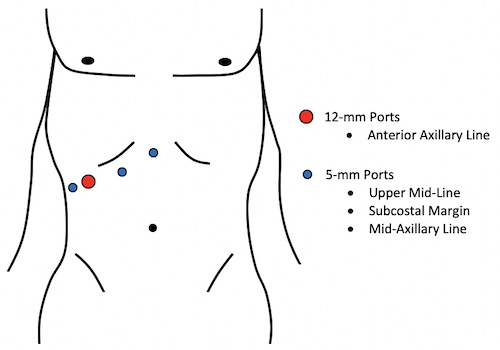 12-mm Ports
• Anterior Axillary Line
5-mm Ports
• Upper Mid-Line
• Subcostal Margin
• Mid-Axillary Line